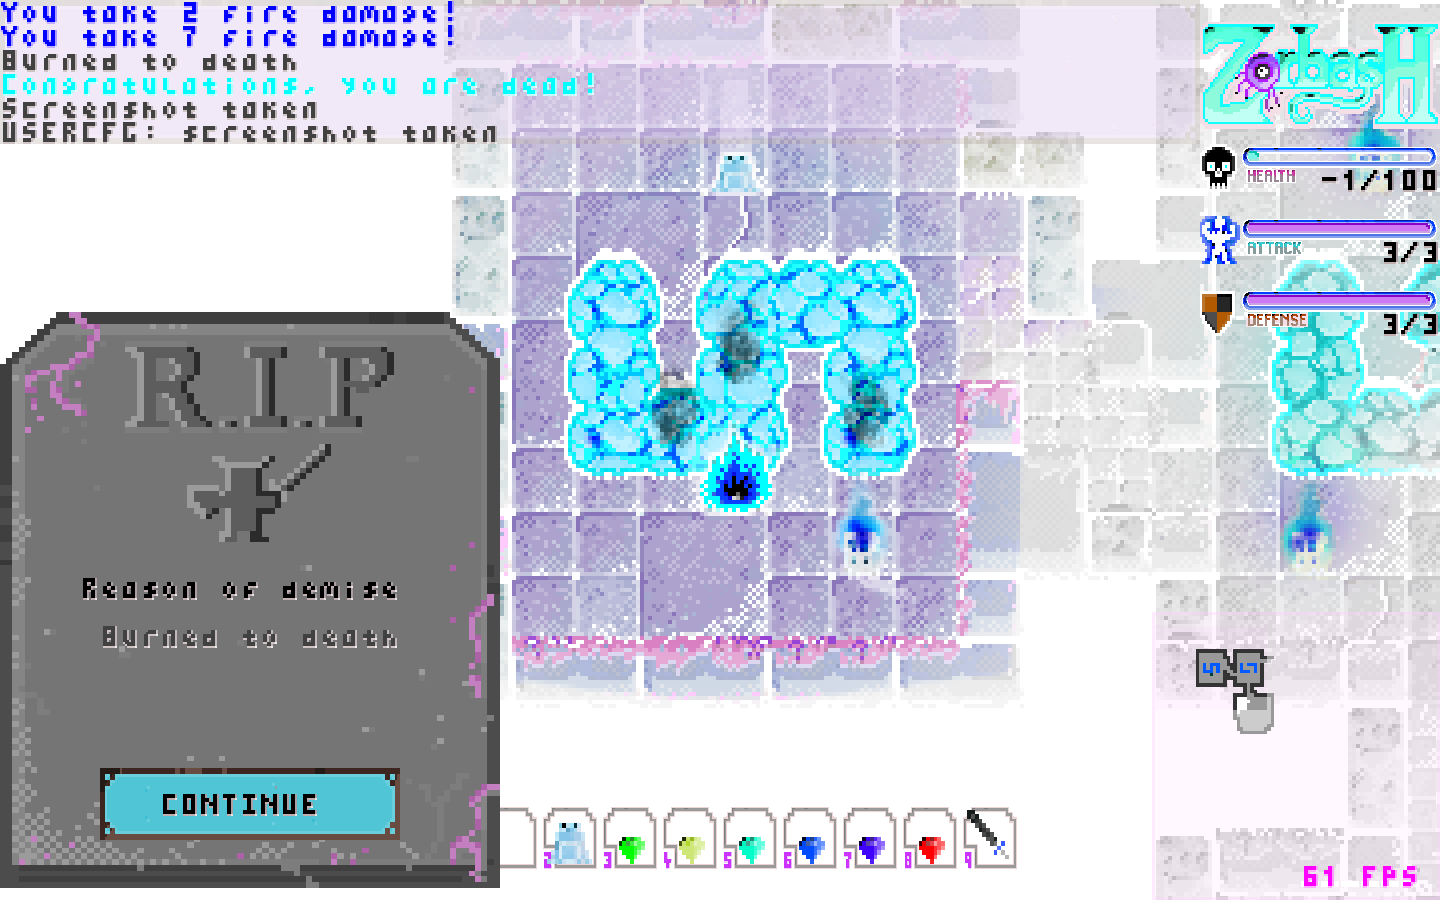 You take 2 fire damage!
You take 7 fire damage!
Burned to death
Congratulations, you are dead!
Screenshot taken
USERCFG: screenshot taken
ZorbasH
HEALTH
-1/100
ATTACK
3/3
DEFENSE
3/3
R.I.P
Reason of demise
Burned to death
CONTINUE
2 3 4 5 6 7 8 9
61 FPS